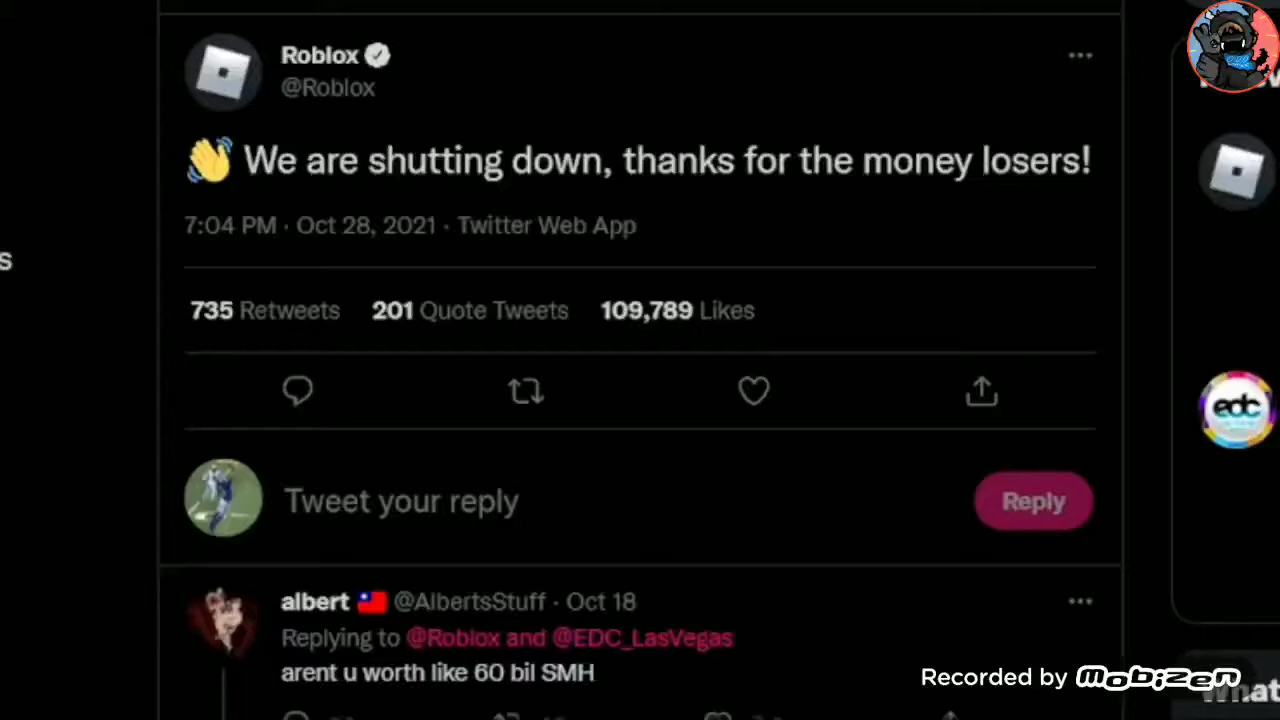 Roblox
@Roblox
👋 We are shutting down, thanks for the money losers!
7:04 PM · Oct 28, 2021 · Twitter Web App
s
735 Retweets 201 Quote Tweets 109,789 Likes
edc
Tweet your reply
Reply
albert 🇹🇼 @AlbertsStuff · Oct 18
Replying to @Roblox and @EDC_LasVegas
arent u worth like 60 bil SMH
Recorded by mobizen
What